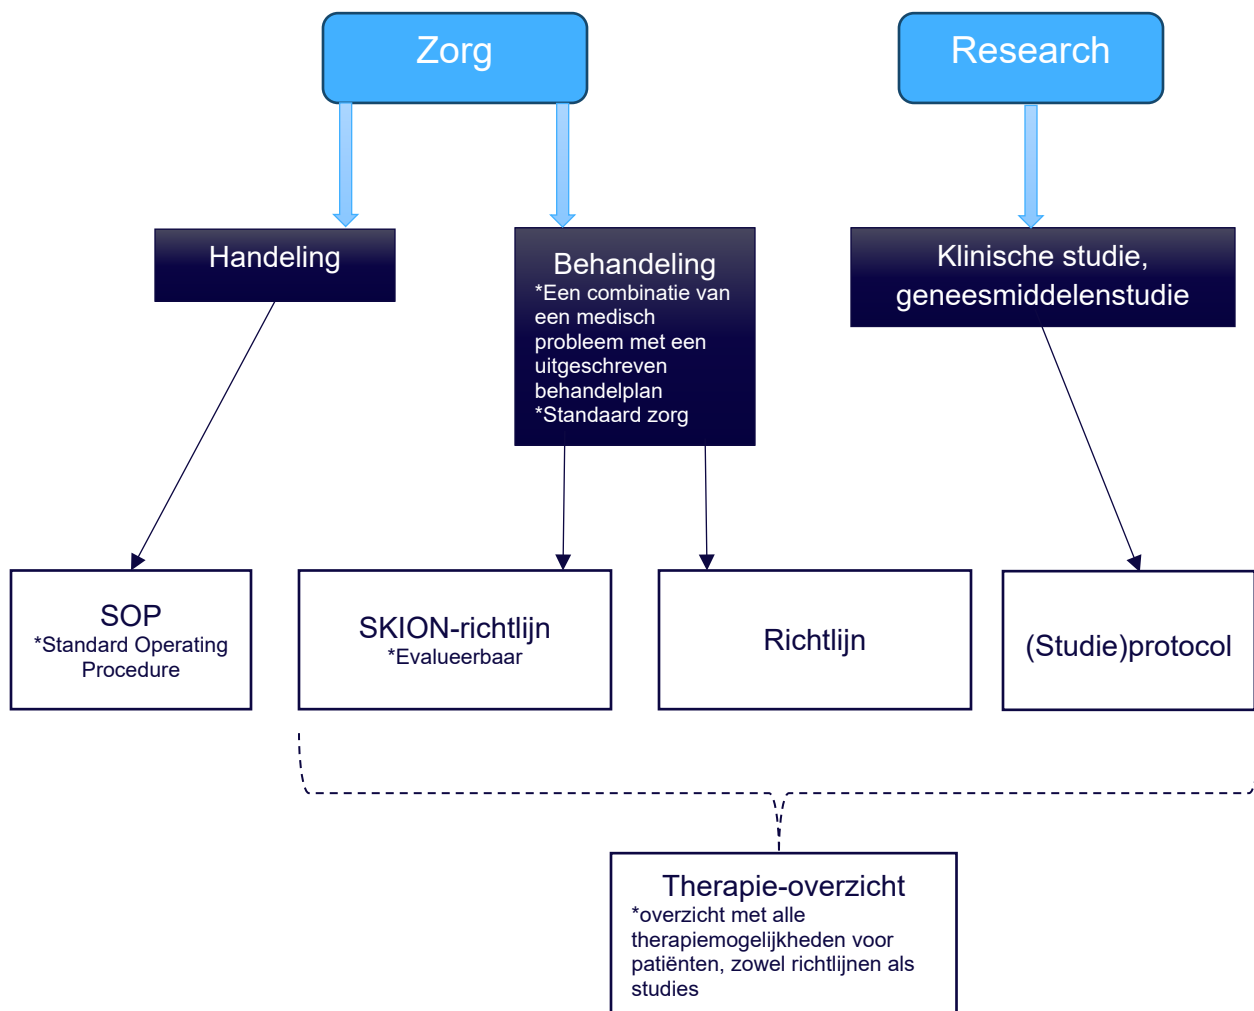 Zorg
Research
Handeling
Behandeling
*Een combinatie van
een medisch
probleem met een
uitgeschreven
behandelplan
*Standaard zorg
Klinische studie,
geneesmiddelenstudie
SOP
*Standard Operating
Procedure
SKION-richtlijn
*Evalueerbaar
Richtlijn
(Studie)protocol
Therapie-overzicht
*overzicht met alle
therapiemogelijkheden voor
patiënten, zowel richtlijnen als
studies